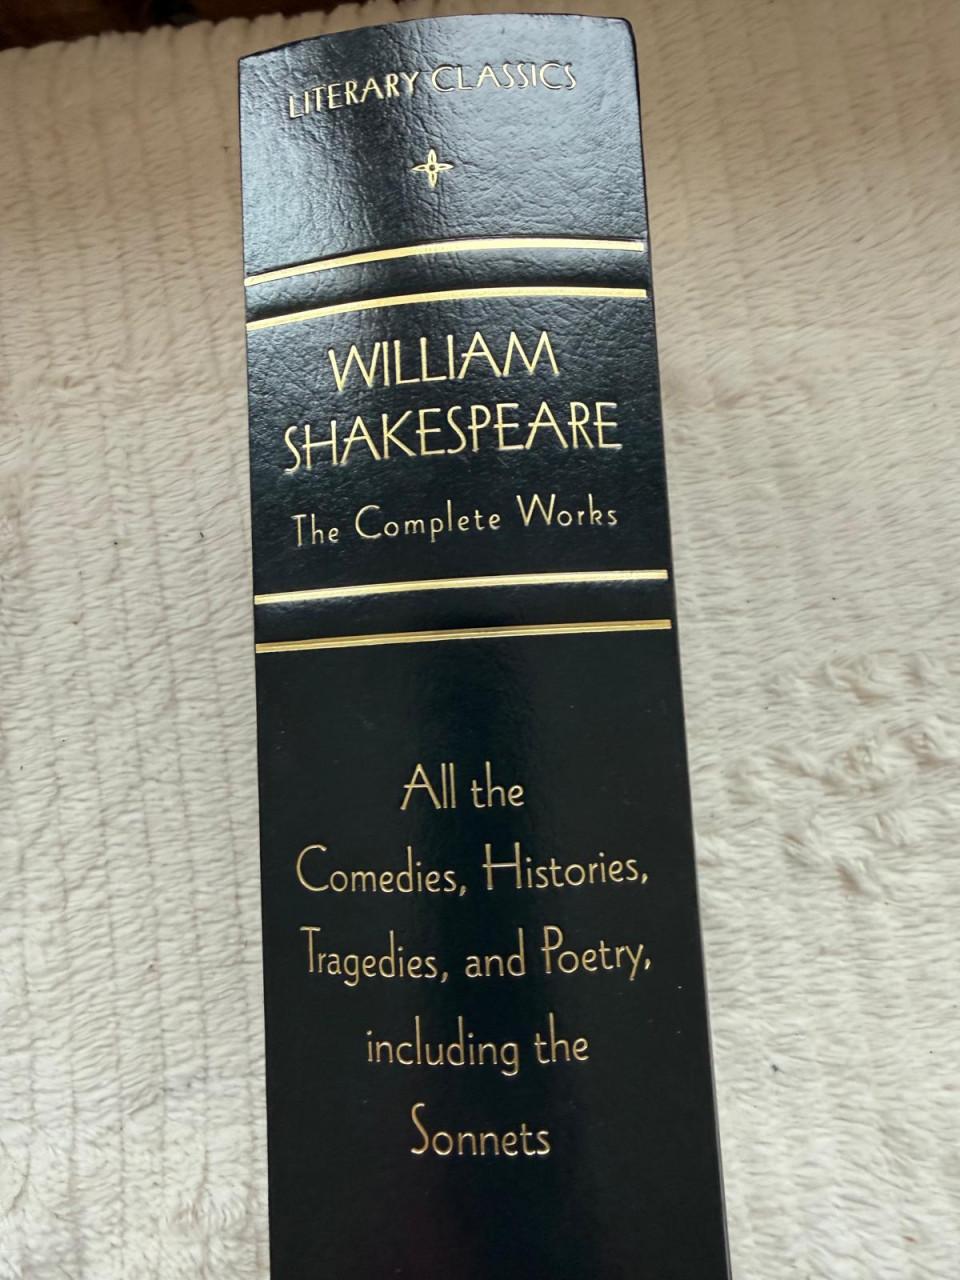 LITERARY CLASSICS
WILLIAM
SHAKESPEARE
The Complete Works
All the
Comedies, Histories,
Tragedies, and Poetry,
including the
Sonnets